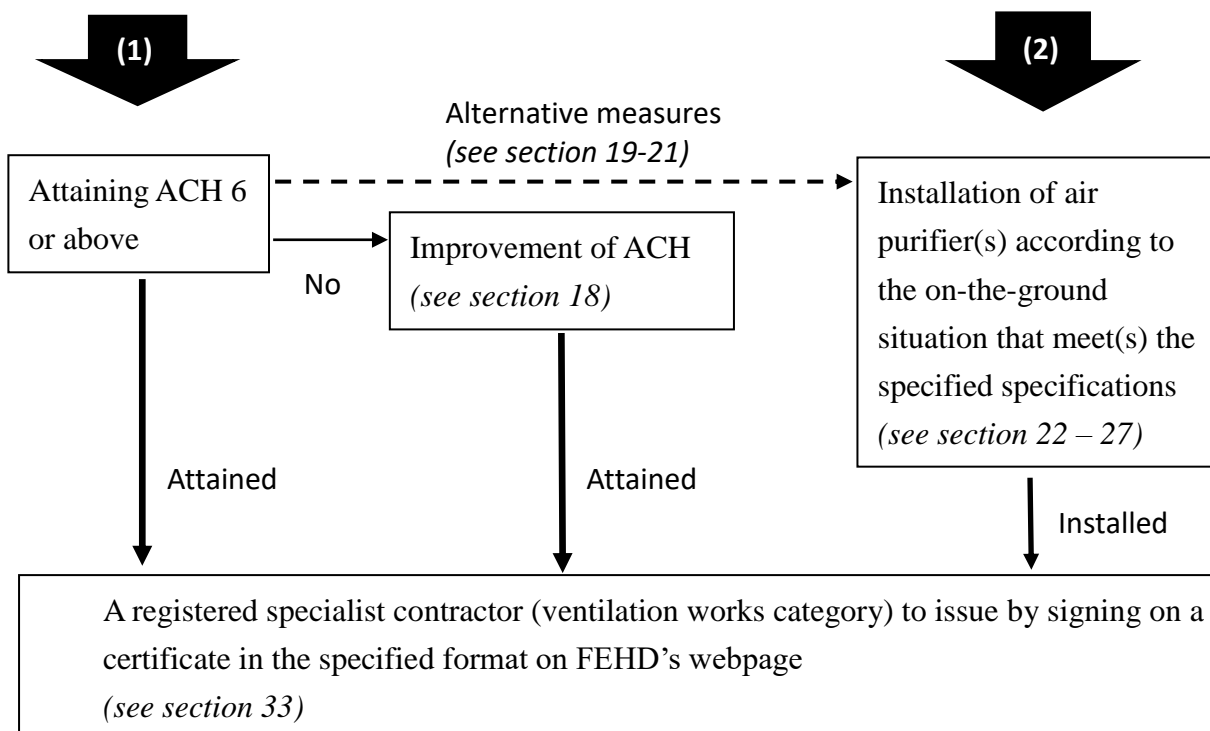 (1)
(2)
Alternative measures
(see section 19-21)
Attaining ACH 6
or above
No
Improvement of ACH
(see section 18)
Installation of air
purifier(s) according to
the on-the-ground
situation that meet(s) the
specified specifications
(see section 22 – 27)
Attained
Attained
Installed
A registered specialist contractor (ventilation works category) to issue by signing on a
certificate in the specified format on FEHD’s webpage
(see section 33)